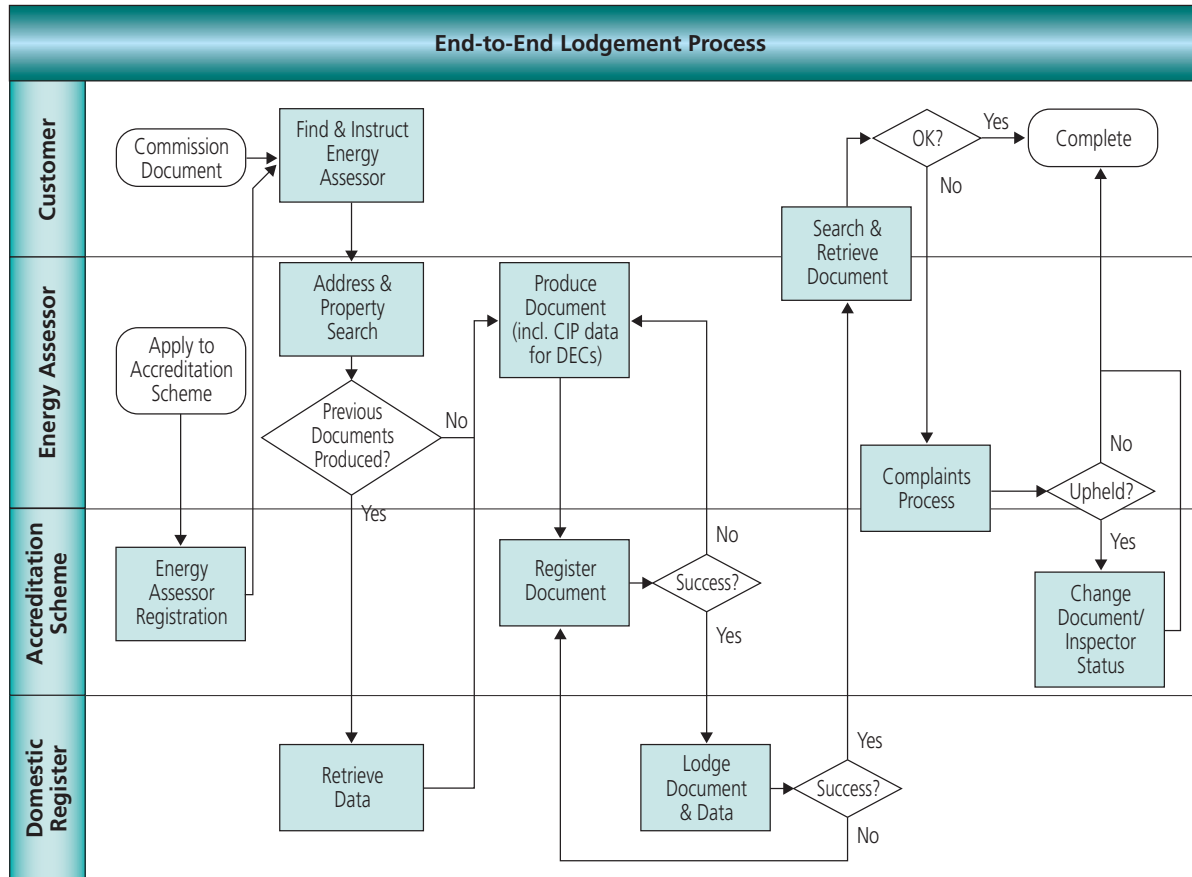 End-to-End Lodgement Process
Customer
Commission
Document
Find & Instruct
Energy
Assessor
OK?
Yes
No
Complete
Search &
Retrieve
Document
Energy Assessor
Apply to
Accreditation
Scheme
Address &
Property
Search
Previous
Documents
Produced?
No
Yes
Produce
Document
(incl. CIP data
for DECs)
Complaints
Process
Upheld?
No
Yes
Accreditation
Scheme
Energy
Assessor
Registration
Register
Document
Success?
No
Yes
Change
Document/
Inspector
Status
Domestic
Register
Retrieve
Data
Lodge
Document
& Data
Success?
Yes
No